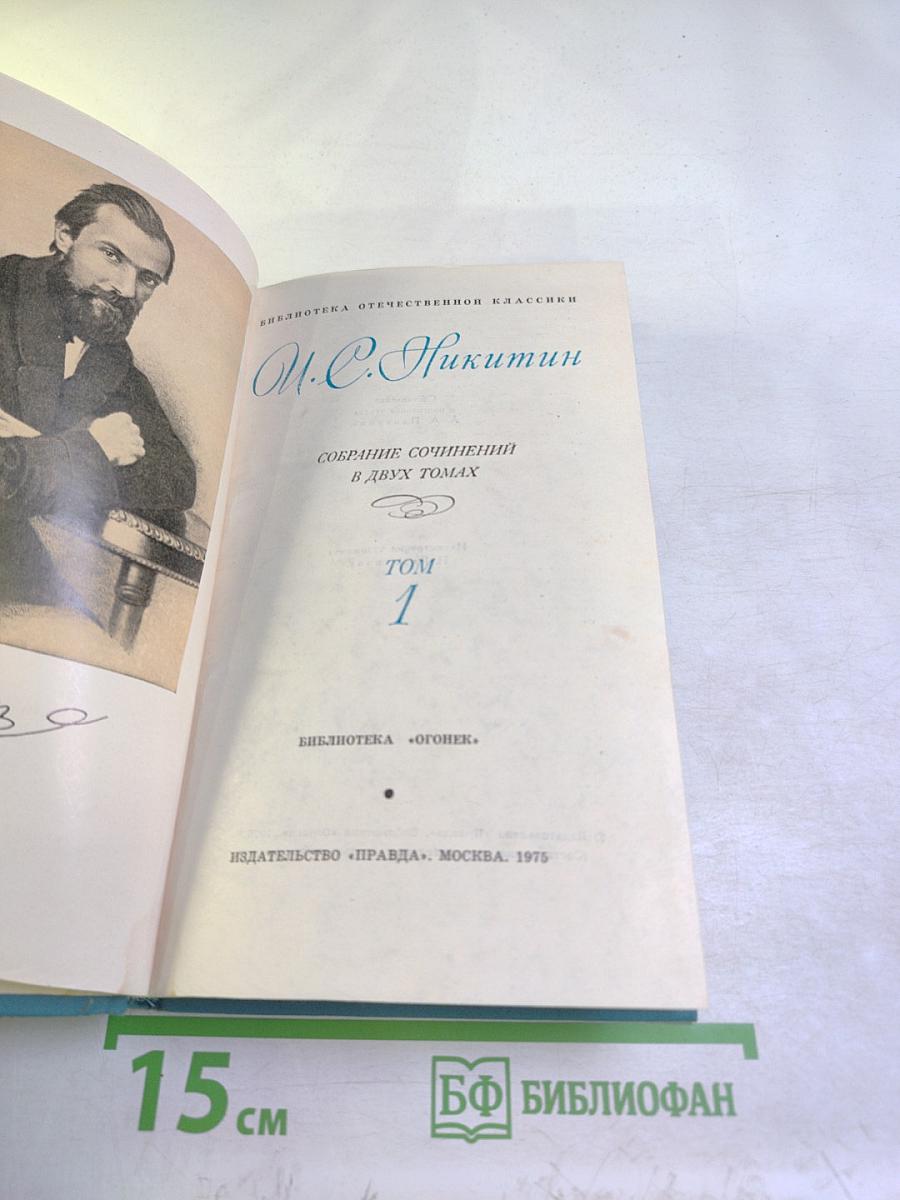 БИБЛИОТЕКА ОТЕЧЕСТВЕННОЙ КЛАССИКИ
И. С. Никитин
СОБРАНИЕ СОЧИНЕНИЙ
В ДВУХ ТОМАХ
ТОМ
1
БИБЛИОТЕКА «ОГОНЕК»
ИЗДАТЕЛЬСТВО «ПРАВДА». МОСКВА. 1975
15 см
БФ БИБЛИОФАН